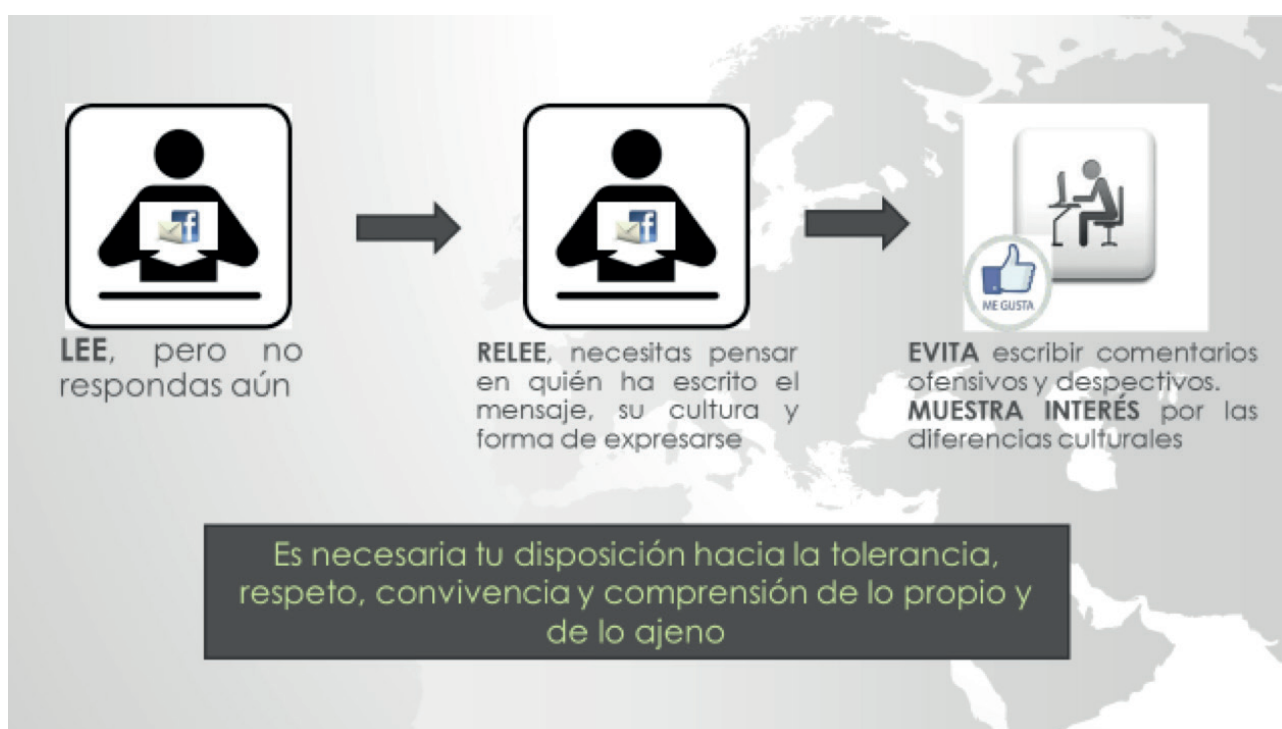 LEE, pero no
respondas aún
RELEE, necesitas pensar
en quién ha escrito el
mensaje, su cultura y
forma de expresarse
ME GUSTA
EVITA escribir comentarios
ofensivos y despectivos.
MUESTRA INTERÉS por las
diferencias culturales
Es necesaria tu disposición hacia la tolerancia,
respeto, convivencia y comprensión de lo propio y
de lo ajeno